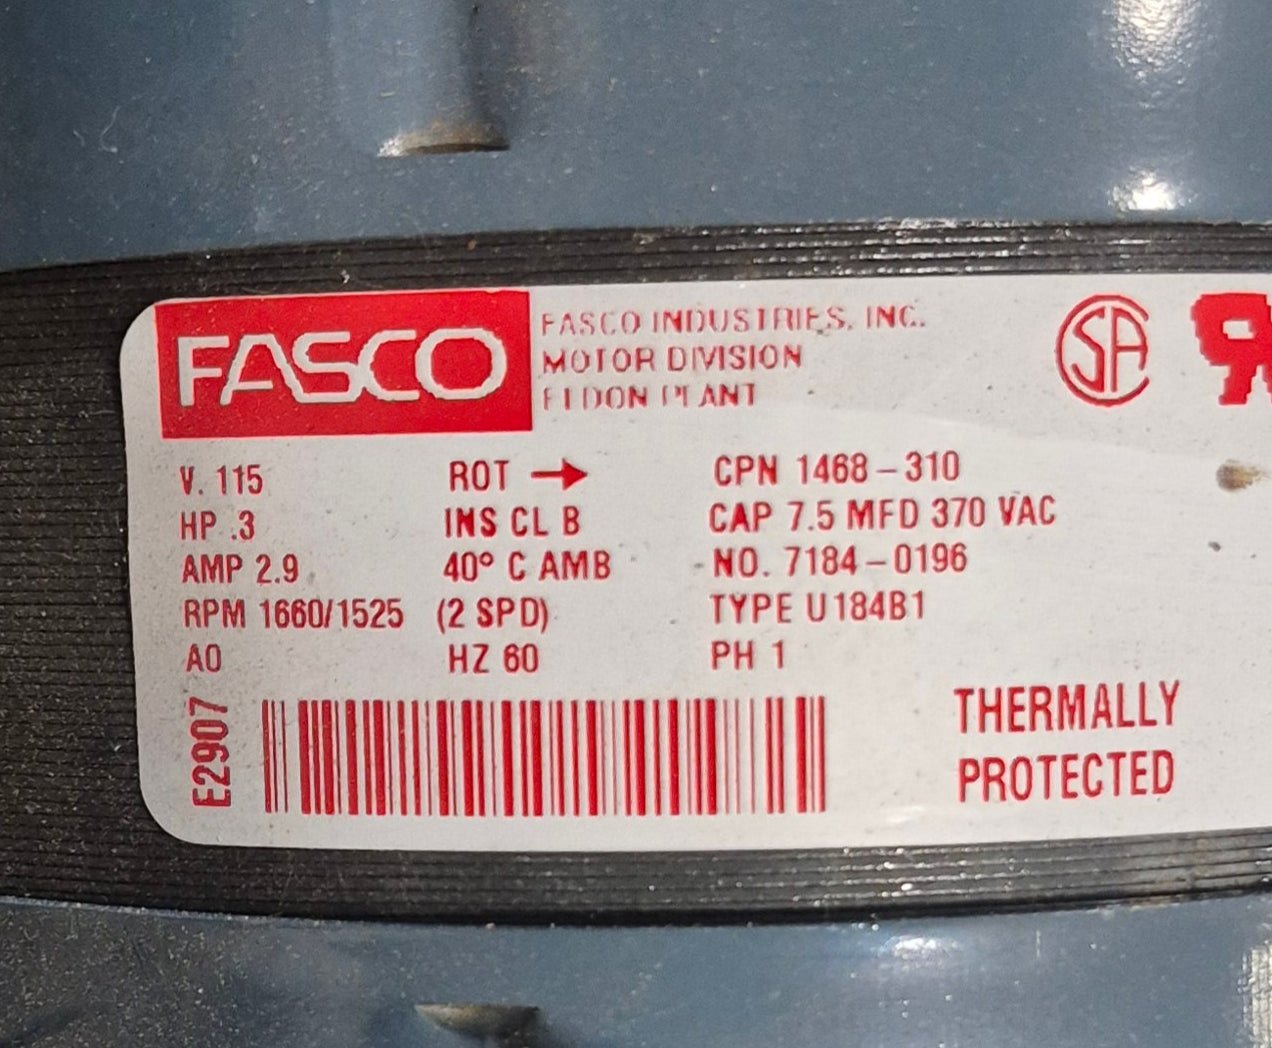 FASCO
FASCO INDUSTRIES, INC.
MOTOR DIVISION
ELDON PLANT
V. 115 ROT → CPN 1468-310
HP .3 INS CL B CAP 7.5 MFD 370 VAC
AMP 2.9 40° C AMB NO. 7184-0196
RPM 1660/1525 (2 SPD) TYPE U184B1
AO HZ 60 PH 1
E2907
THERMALLY
PROTECTED